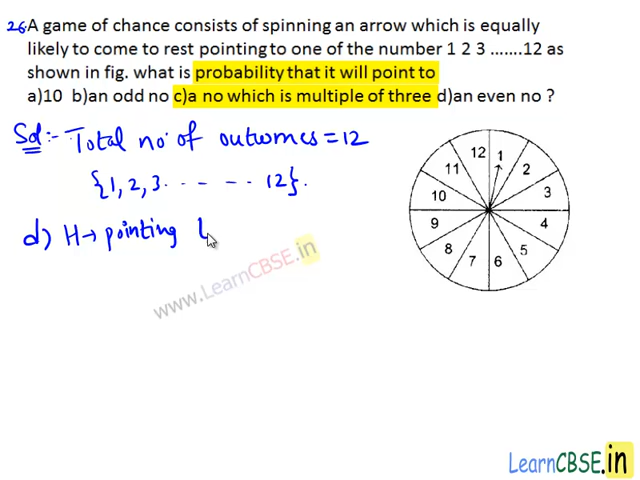 26. A game of chance consists of spinning an arrow which is equally
likely to come to rest pointing to one of the number 1 2 3 .......12 as
shown in fig. what is probability that it will point to
a)10 b)an odd no c)a no which is multiple of three d)an even no ?
Sol :- Total no. of outcomes = 12
{1, 2, 3 . . . . . . 12}.
d) H → pointing
12 1
11 2
10 3
9 4
8 5
7 6
www.LearnCBSE.in
LearnCBSE.in